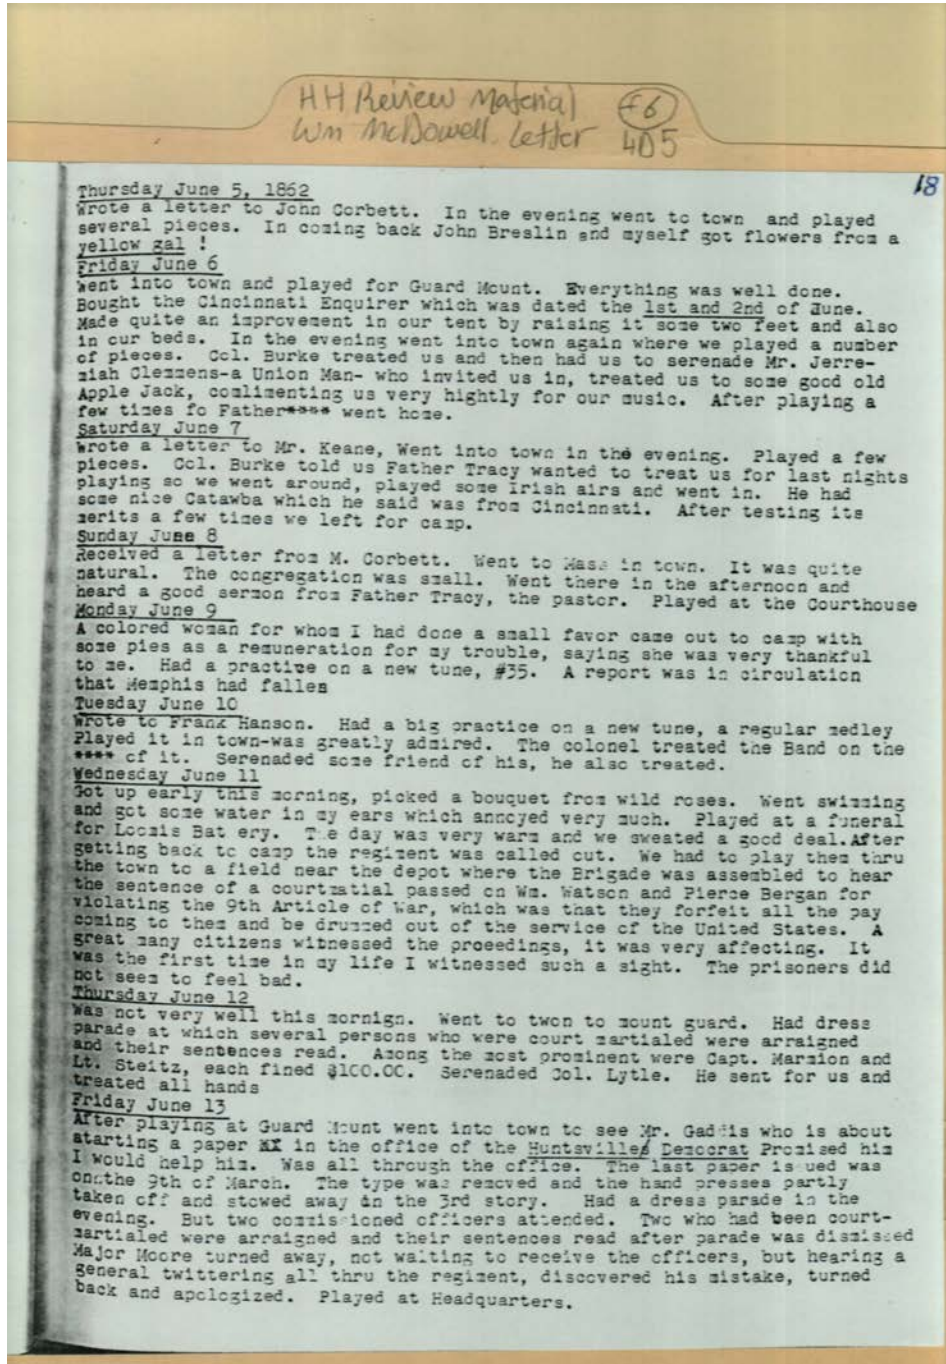 HH Review Material F6
Wm McDowell Letter 4D5
18
Thursday June 5, 1862
Wrote a letter to John Corbett. In the evening went to town and played
several pieces. In coming back John Breslin and myself got flowers from a
yellow gal !
Friday June 6
Went into town and played for Guard Mount. Everything was well done.
Bought the Cincinnati Enquirer which was dated the 1st and 2nd of June.
Made quite an improvement in our tent by raising it some two feet and also
in our beds. In the evening went into town again where we played a number
of pieces. Col. Burke treated us and then had us to serenade Mr. Jerre-
miah Clemmens-a Union Man- who invited us in, treated us to some good old
Apple Jack, coalimenting us very hightly for our music. After playing a
few times fo Father**** went home.
Saturday June 7
Wrote a letter to Mr. Keane, Went into town in the evening. Played a few
pieces. Col. Burke told us Father Tracy wanted to treat us for last nights
playing so we went around, played some Irish airs and went in. He had
some nice Catawba which he said was from Cincinnati. After testing its
merits a few times we left for camp.
Sunday June 8
Received a letter from M. Corbett. Went to Mass in town. It was quite
natural. The congregation was small. Went there in the afternoon and
heard a good sermon from Father Tracy, the pastor. Played at the Courthouse
Monday June 9
A colored woman for whom I had done a small favor came out to camp with
some pies as a remuneration for my trouble, saying she was very thankful
to me. Had a practice on a new tune, #35. A report was in circulation
that Memphis had fallen
Tuesday June 10
Wrote to Frank Hanson. Had a big practice on a new tune, a regular medley
Played it in town-was greatly admired. The colonel treated the Band on the
**** of it. Serenaded some friend of his, he also treated.
Wednesday June 11
Got up early this morning, picked a bouquet from wild roses. Went swimming
and got some water in my ears which annoyed very much. Played at a funeral
for Loomis Bat ery. T e day was very warm and we sweated a good deal.After
getting back to camp the regiment was called out. We had to play them thru
the town to a field near the depot where the Brigade was assembled to hear
the sentence of a courtmatial passed on Wm. Watson and Pierce Bergan for
violating the 9th Article of War, which was that they forfeit all the pay
coming to them and be drummed out of the service of the United States. A
great many citizens witnessed the proeedings, it was very affecting. It
was the first time in my life I witnessed such a sight. The prisoners did
not seem to feel bad.
Thursday June 12
Was not very well this mornign. Went to twon to mount guard. Had dress
parade at which several persons who were court martialed were arraigned
and their sentences read. Among the most prominent were Capt. Marmion and
Lt. Steitz, each fined $100.00. Serenaded Col. Lytle. He sent for us and
treated all hands
Friday June 13
After playing at Guard Mount went into town to see Mr. Gaddis who is about
starting a paper in the office of the Huntsville Democrat Promised him
I would help him. Was all through the office. The last paper is ued was
on the 9th of March. The type was removed and the hand presses partly
taken off and stowed away in the 3rd story. Had a dress parade in the
evening. But two commis ioned officers attended. Two who had been court-
martialed were arraigned and their sentences read after parade was dismissed
Major Moore turned away, not waiting to receive the officers, but hearing a
general twittering all thru the regiment, discovered his mistake, turned
back and apologized. Played at Headquarters.